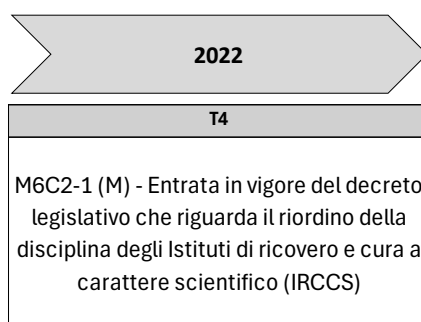 2022
T4
M6C2-1 (M) - Entrata in vigore del decreto
legislativo che riguarda il riordino della
disciplina degli Istituti di ricovero e cura a
carattere scientifico (IRCCS)